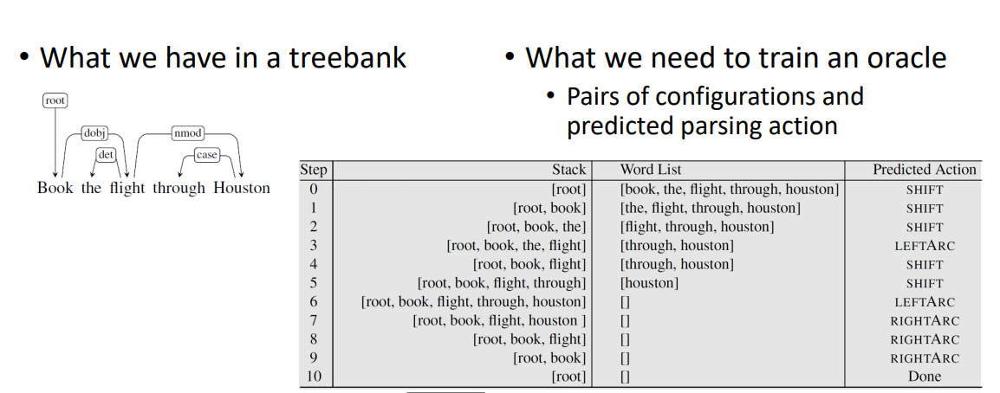 • What we have in a treebank
root
dobj
nmod
det
case
Book the flight through Houston
• What we need to train an oracle
• Pairs of configurations and
predicted parsing action
Step Stack Word List Predicted Action
0 [root] [book, the, flight, through, houston] SHIFT
1 [root, book] [the, flight, through, houston] SHIFT
2 [root, book, the] [flight, through, houston] SHIFT
3 [root, book, the, flight] [through, houston] LEFTARC
4 [root, book, flight] [through, houston] SHIFT
5 [root, book, flight, through] [houston] SHIFT
6 [root, book, flight, through, houston] [] LEFTARC
7 [root, book, flight, houston ] [] RIGHTARC
8 [root, book, flight] [] RIGHTARC
9 [root, book] [] RIGHTARC
10 [root] [] Done